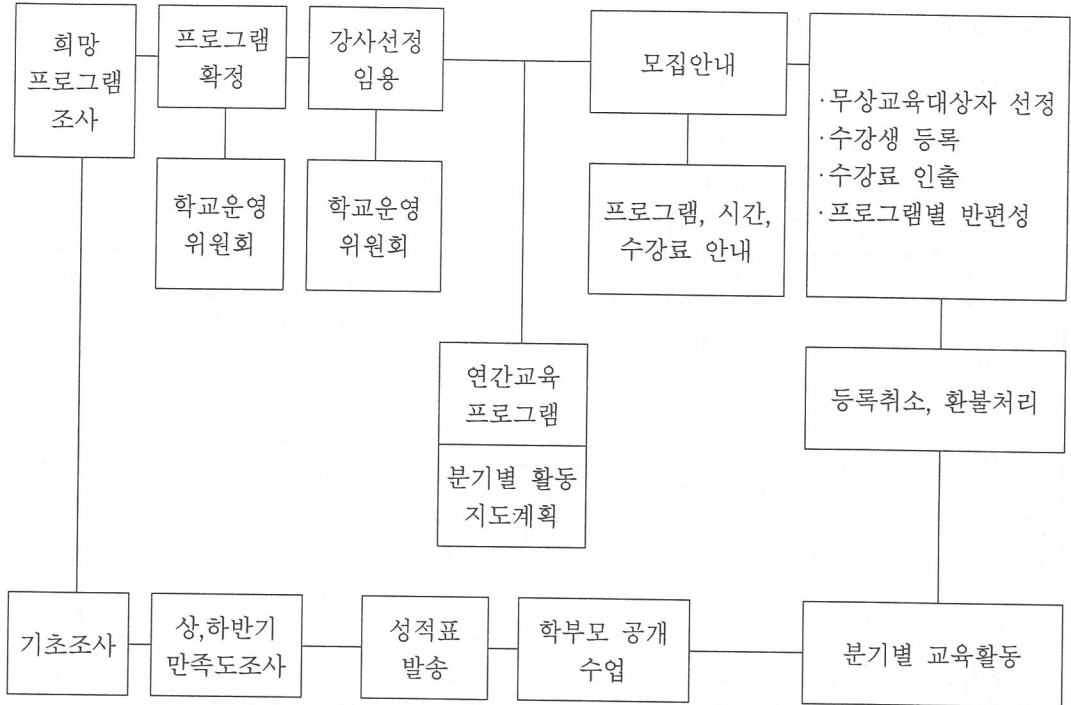 희망
프로그램
조사
프로그램
확정
강사선정
임용
모집안내
·무상교육대상자 선정
·수강생 등록
·수강료 인출
·프로그램별 반편성
학교운영
위원회
학교운영
위원회
프로그램, 시간,
수강료 안내
연간교육
프로그램
분기별 활동
지도계획
등록취소, 환불처리
기초조사
상,하반기
만족도조사
성적표
발송
학부모 공개
수업
분기별 교육활동